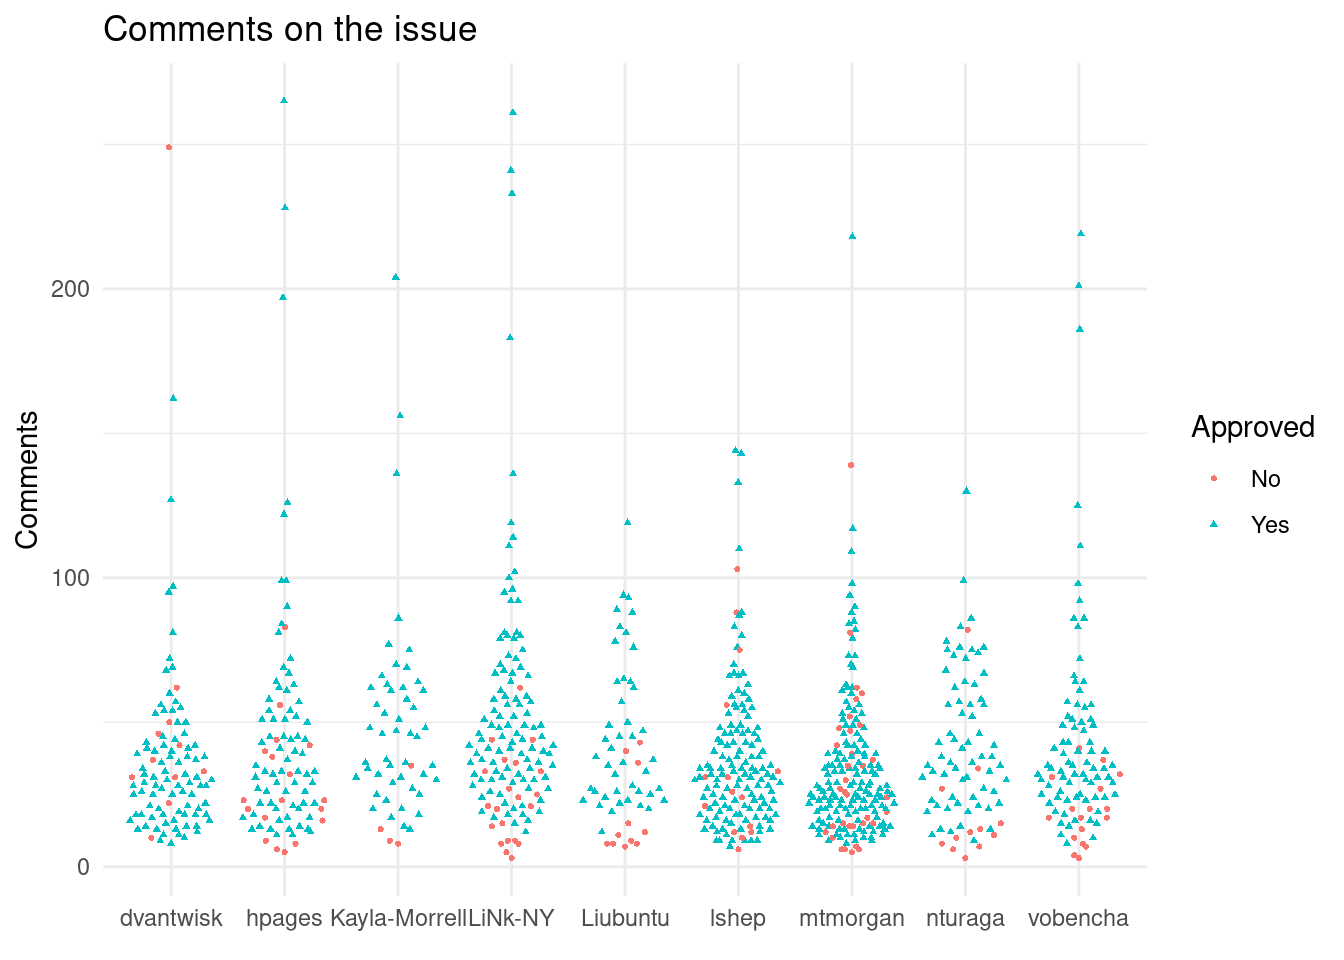 Comments on the issue
Comments
200
100
0
dvantwisk hpages Kayla-Morrell LiNk-NY Liubuntu lshep mtmorgan nturaga vobencha
Approved
No
Yes